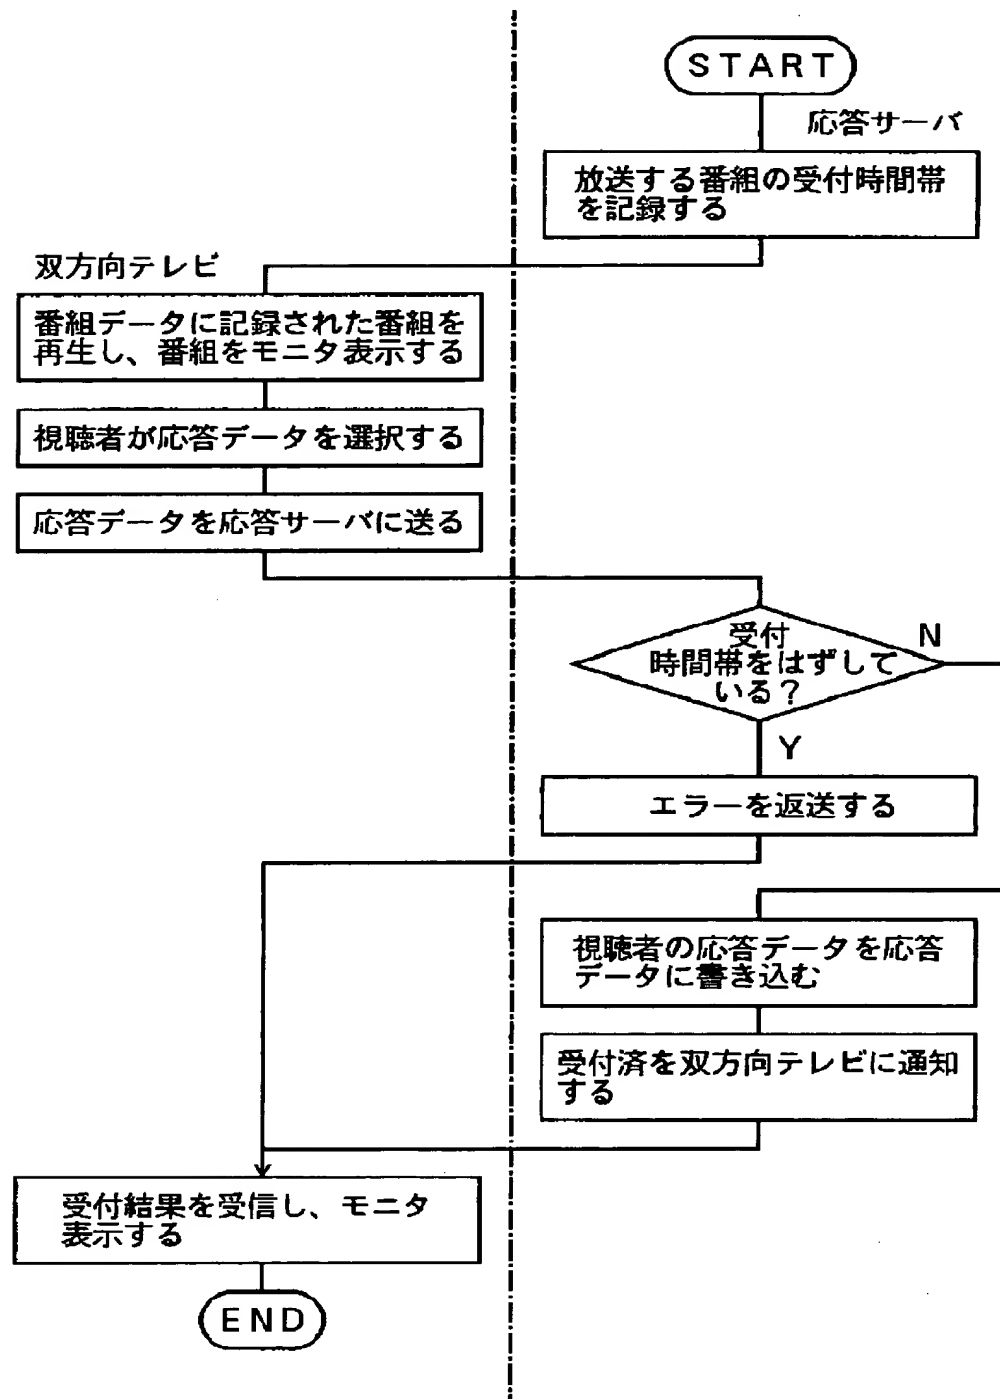 START
応答サーバ
放送する番組の受付時間帯
を記録する
双方向テレビ
番組データに記録された番組を
再生し、番組をモニタ表示する
視聴者が応答データを選択する
応答データを応答サーバに送る
受付
時間帯をはずして
いる?
N
Y
エラーを返送する
視聴者の応答データを応答
データに書き込む
受付済を双方向テレビに通知
する
受付結果を受信し、モニタ
表示する
END